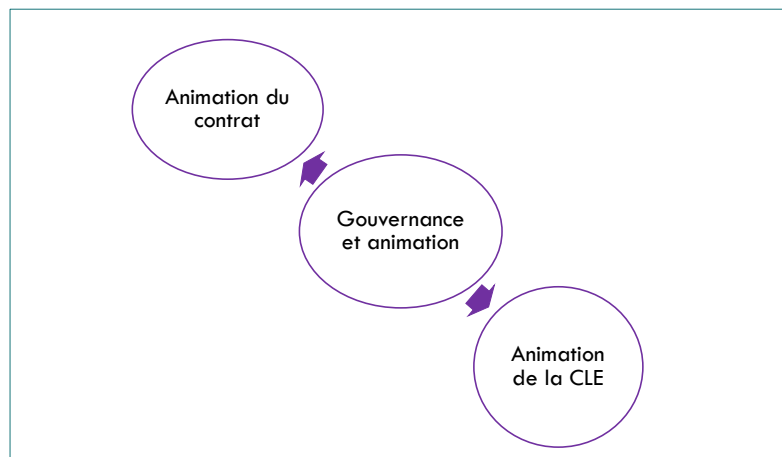 Animation du
contrat
Gouvernance
et animation
Animation
de la CLE